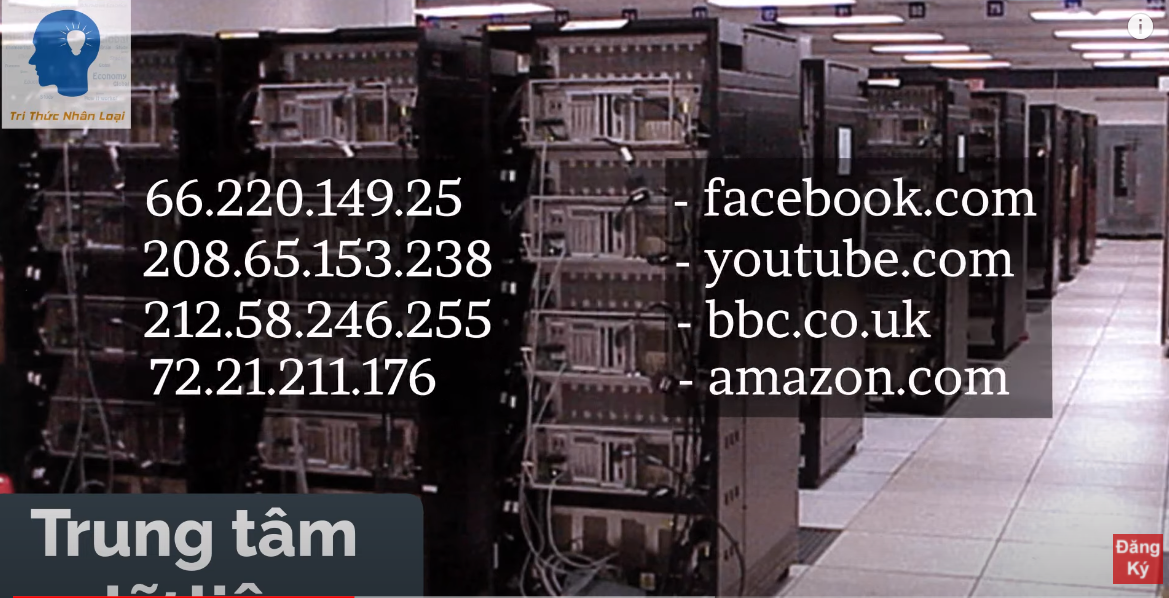 Tri Thức Nhân Loại
66.220.149.25 - facebook.com
208.65.153.238 - youtube.com
212.58.246.255 - bbc.co.uk
72.21.211.176 - amazon.com
Trung tâm
Đăng
Ký